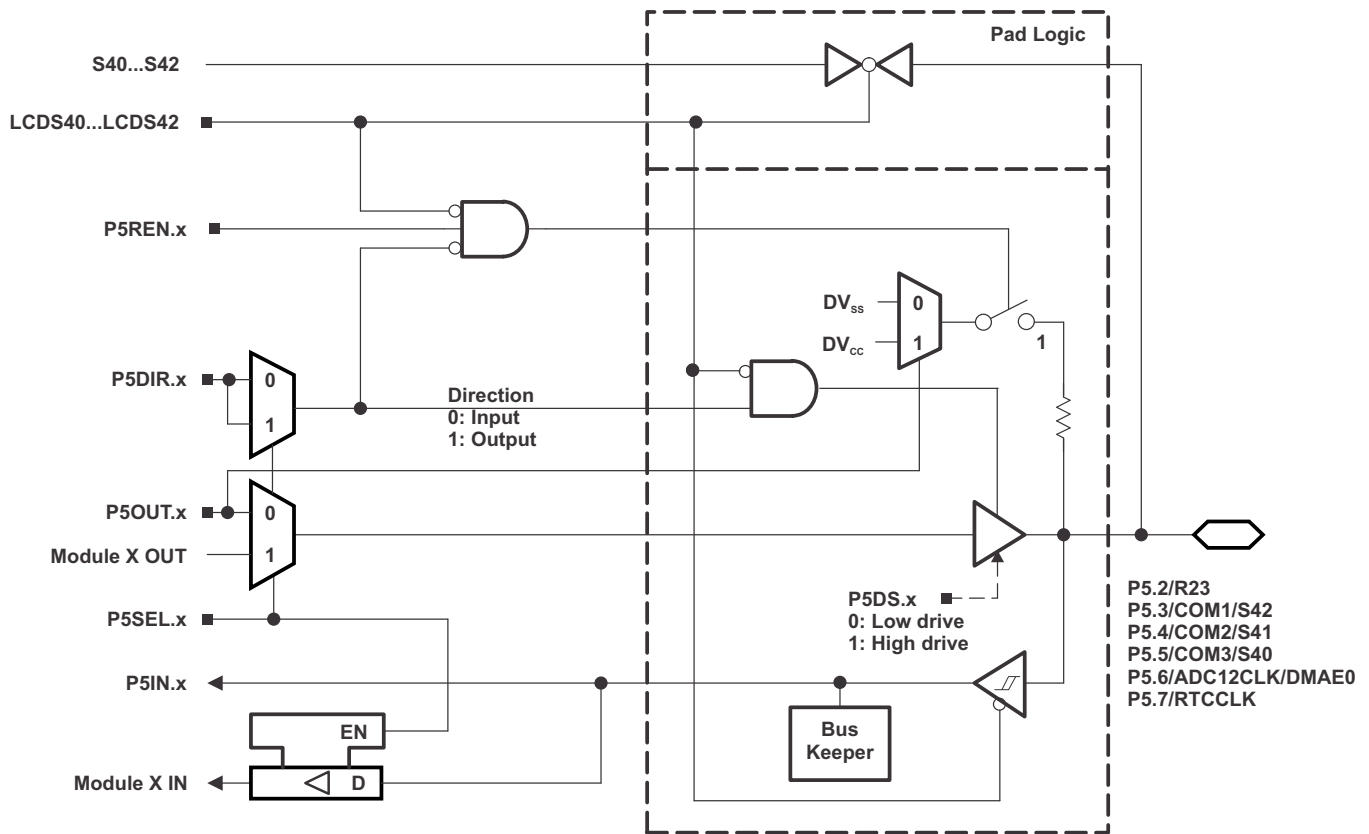 Pad Logic
S40...S42
LCDS40...LCDS42
P5REN.x
DVss
0
DVcc
1
1
P5DIR.x
0
1
Direction
0: Input
1: Output
P5OUT.x
0
Module X OUT
1
P5DS.x
0: Low drive
1: High drive
P5SEL.x
P5.2/R23
P5.3/COM1/S42
P5.4/COM2/S41
P5.5/COM3/S40
P5.6/ADC12CLK/DMAE0
P5.7/RTCCLK
P5IN.x
EN
Bus
Keeper
Module X IN
D